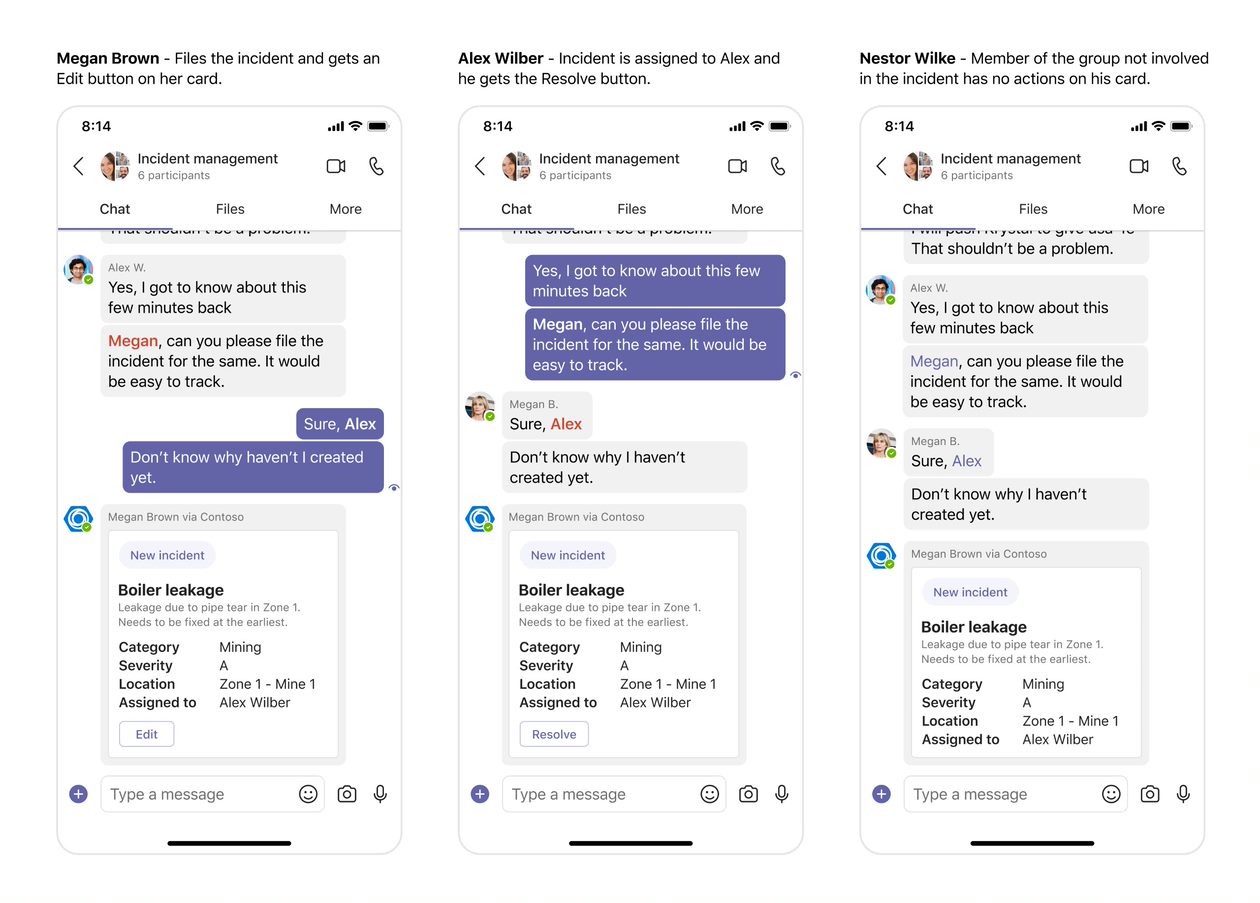 Megan Brown - Files the incident and gets an
Edit button on her card.
8:14
Incident management
6 participants
Chat
Files
More
That shouldn't be a problem.
Alex W.
Yes, I got to know about this
few minutes back
Megan, can you please file the
incident for the same. It would
be easy to track.
Sure, Alex
Don't know why haven't I created
yet.
Megan Brown via Contoso
New incident
Boiler leakage
Leakage due to pipe tear in Zone 1.
Needs to be fixed at the earliest.
Category Mining
Severity A
Location Zone 1 - Mine 1
Assigned to Alex Wilber
Edit
Type a message
Alex Wilber - Incident is assigned to Alex and
he gets the Resolve button.
8:14
Incident management
6 participants
Chat
Files
More
That shouldn't be a problem.
Yes, I got to know about this few
minutes back
Megan, can you please file the
incident for the same. It would be
easy to track.
Megan B.
Sure, Alex
Don't know why I haven't
created yet.
Megan Brown via Contoso
New incident
Boiler leakage
Leakage due to pipe tear in Zone 1.
Needs to be fixed at the earliest.
Category Mining
Severity A
Location Zone 1 - Mine 1
Assigned to Alex Wilber
Resolve
Type a message
Nestor Wilke - Member of the group not involved
in the incident has no actions on his card.
8:14
Incident management
6 participants
Chat
Files
More
I will push Krystal to give
That shouldn't be a problem.
Alex W.
Yes, I got to know about this
few minutes back
Megan, can you please file the
incident for the same. It would
be easy to track.
Megan B.
Sure, Alex
Don't know why I haven't
created yet.
Megan Brown via Contoso
New incident
Boiler leakage
Leakage due to pipe tear in Zone 1.
Needs to be fixed at the earliest.
Category Mining
Severity A
Location Zone 1 - Mine 1
Assigned to Alex Wilber
Type a message